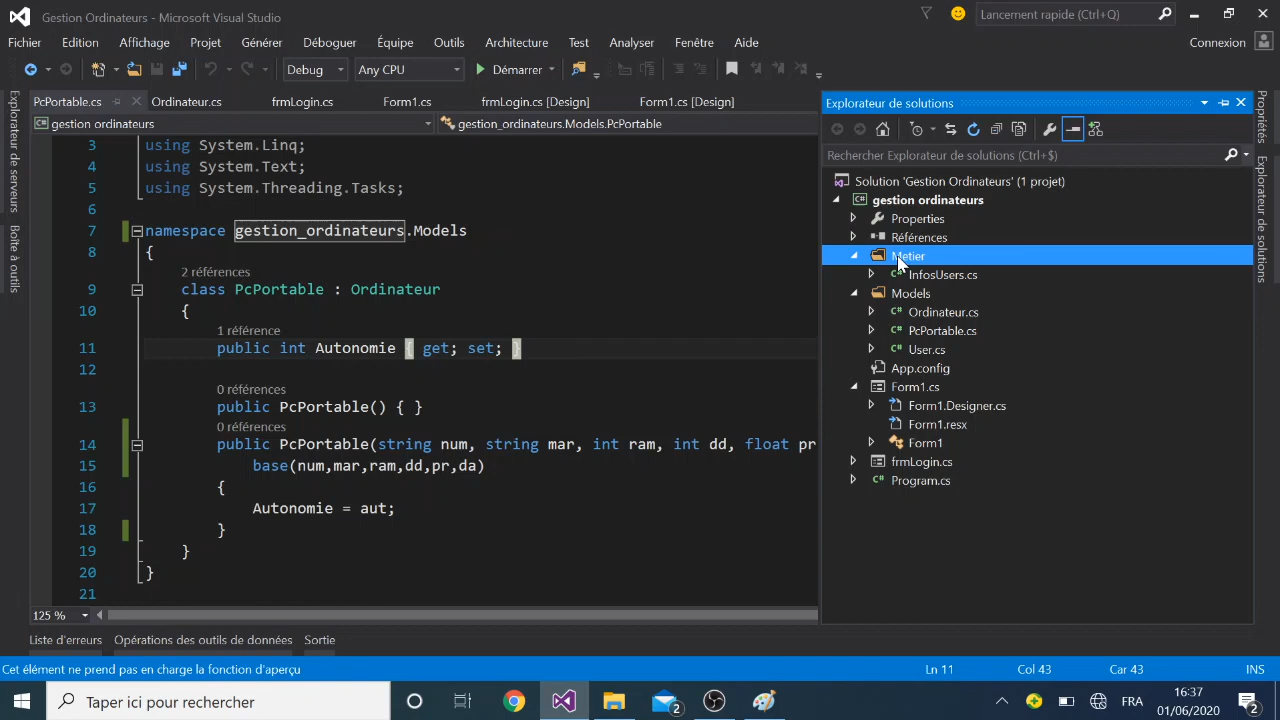 Gestion Ordinateurs - Microsoft Visual Studio
Lancement rapide (Ctrl+Q)
Fichier Edition Affichage Projet Générer Déboguer Équipe Outils Architecture Test Analyser Fenêtre Aide Connexion
Debug Any CPU Démarrer
PcPortable.cs Ordinateur.cs frmLogin.cs Form1.cs frmLogin.cs [Design] Form1.cs [Design]
gestion ordinateurs gestion_ordinateurs.Models.PcPortable
Explorateur de serveurs
Boîte à outils
3 using System.Linq;
4 using System.Text;
5 using System.Threading.Tasks;
6
7 namespace gestion_ordinateurs.Models
8 {
2 références
9 class PcPortable : Ordinateur
10 {
1 référence
11 public int Autonomie { get; set; }
12
0 références
13 public PcPortable() { }
0 références
14 public PcPortable(string num, string mar, int ram, int dd, float pr
15 base(num,mar,ram,dd,pr,da)
16 {
17 Autonomie = aut;
18 }
19 }
20 }
21
125 %
Explorateur de solutions
Rechercher Explorateur de solutions (Ctrl+$)
Solution 'Gestion Ordinateurs' (1 projet)
gestion ordinateurs
Properties
Références
Metier
InfosUsers.cs
Models
Ordinateur.cs
PcPortable.cs
User.cs
App.config
Form1.cs
Form1.Designer.cs
Form1.resx
Form1
frmLogin.cs
Program.cs
Propriétés
Explorateur de solutions
Liste d'erreurs Opérations des outils de données Sortie
Cet élément ne prend pas en charge la fonction d'aperçu Ln 11 Col 43 Car 43 INS
Taper ici pour rechercher
2
FRA
16:37
01/06/2020
2